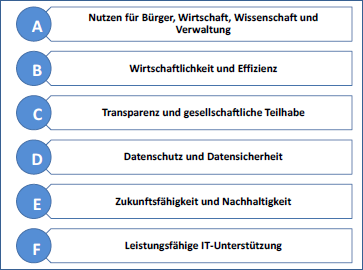 A
Nutzen für Bürger, Wirtschaft, Wissenschaft und
Verwaltung
B
Wirtschaftlichkeit und Effizienz
C
Transparenz und gesellschaftliche Teilhabe
D
Datenschutz und Datensicherheit
E
Zukunftsfähigkeit und Nachhaltigkeit
F
Leistungsfähige IT-Unterstützung